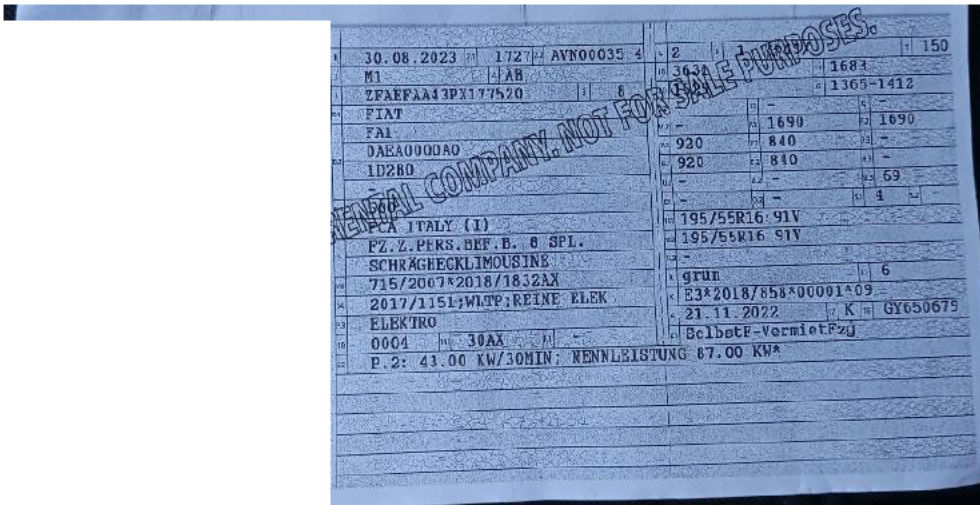 30.08.2023 1727 AVN00035 4
M1 AB
ZFAEFAA43PX177520 8
FIAT
FA1
0AEA0000A0
1D2B0
-
FCA ITALY (I)
FZ.Z.PERS.BEF.B. 8 SPL.
SCHRÄGHECKLIMOUSINE
715/2007*2018/1832AX
2017/1151;WLTP;REINE ELEK
ELEKTRO
0004 30AX -
P.2: 43.00 KW/30MIN; NENNLEISTUNG 87.00 KW*
2 1 150
3631 1683
1365-1412
- -
- 1690 1690
920 840 -
920 840 -
- - 69
- - 4
195/55R16 91V
195/55R16 91V
-
grün 6
E3*2018/858*00001*09
21.11.2022 K GY650679
SelbstF-VermietFzg
RENTAL COMPANY. NOT FOR SALE PURPOSES.